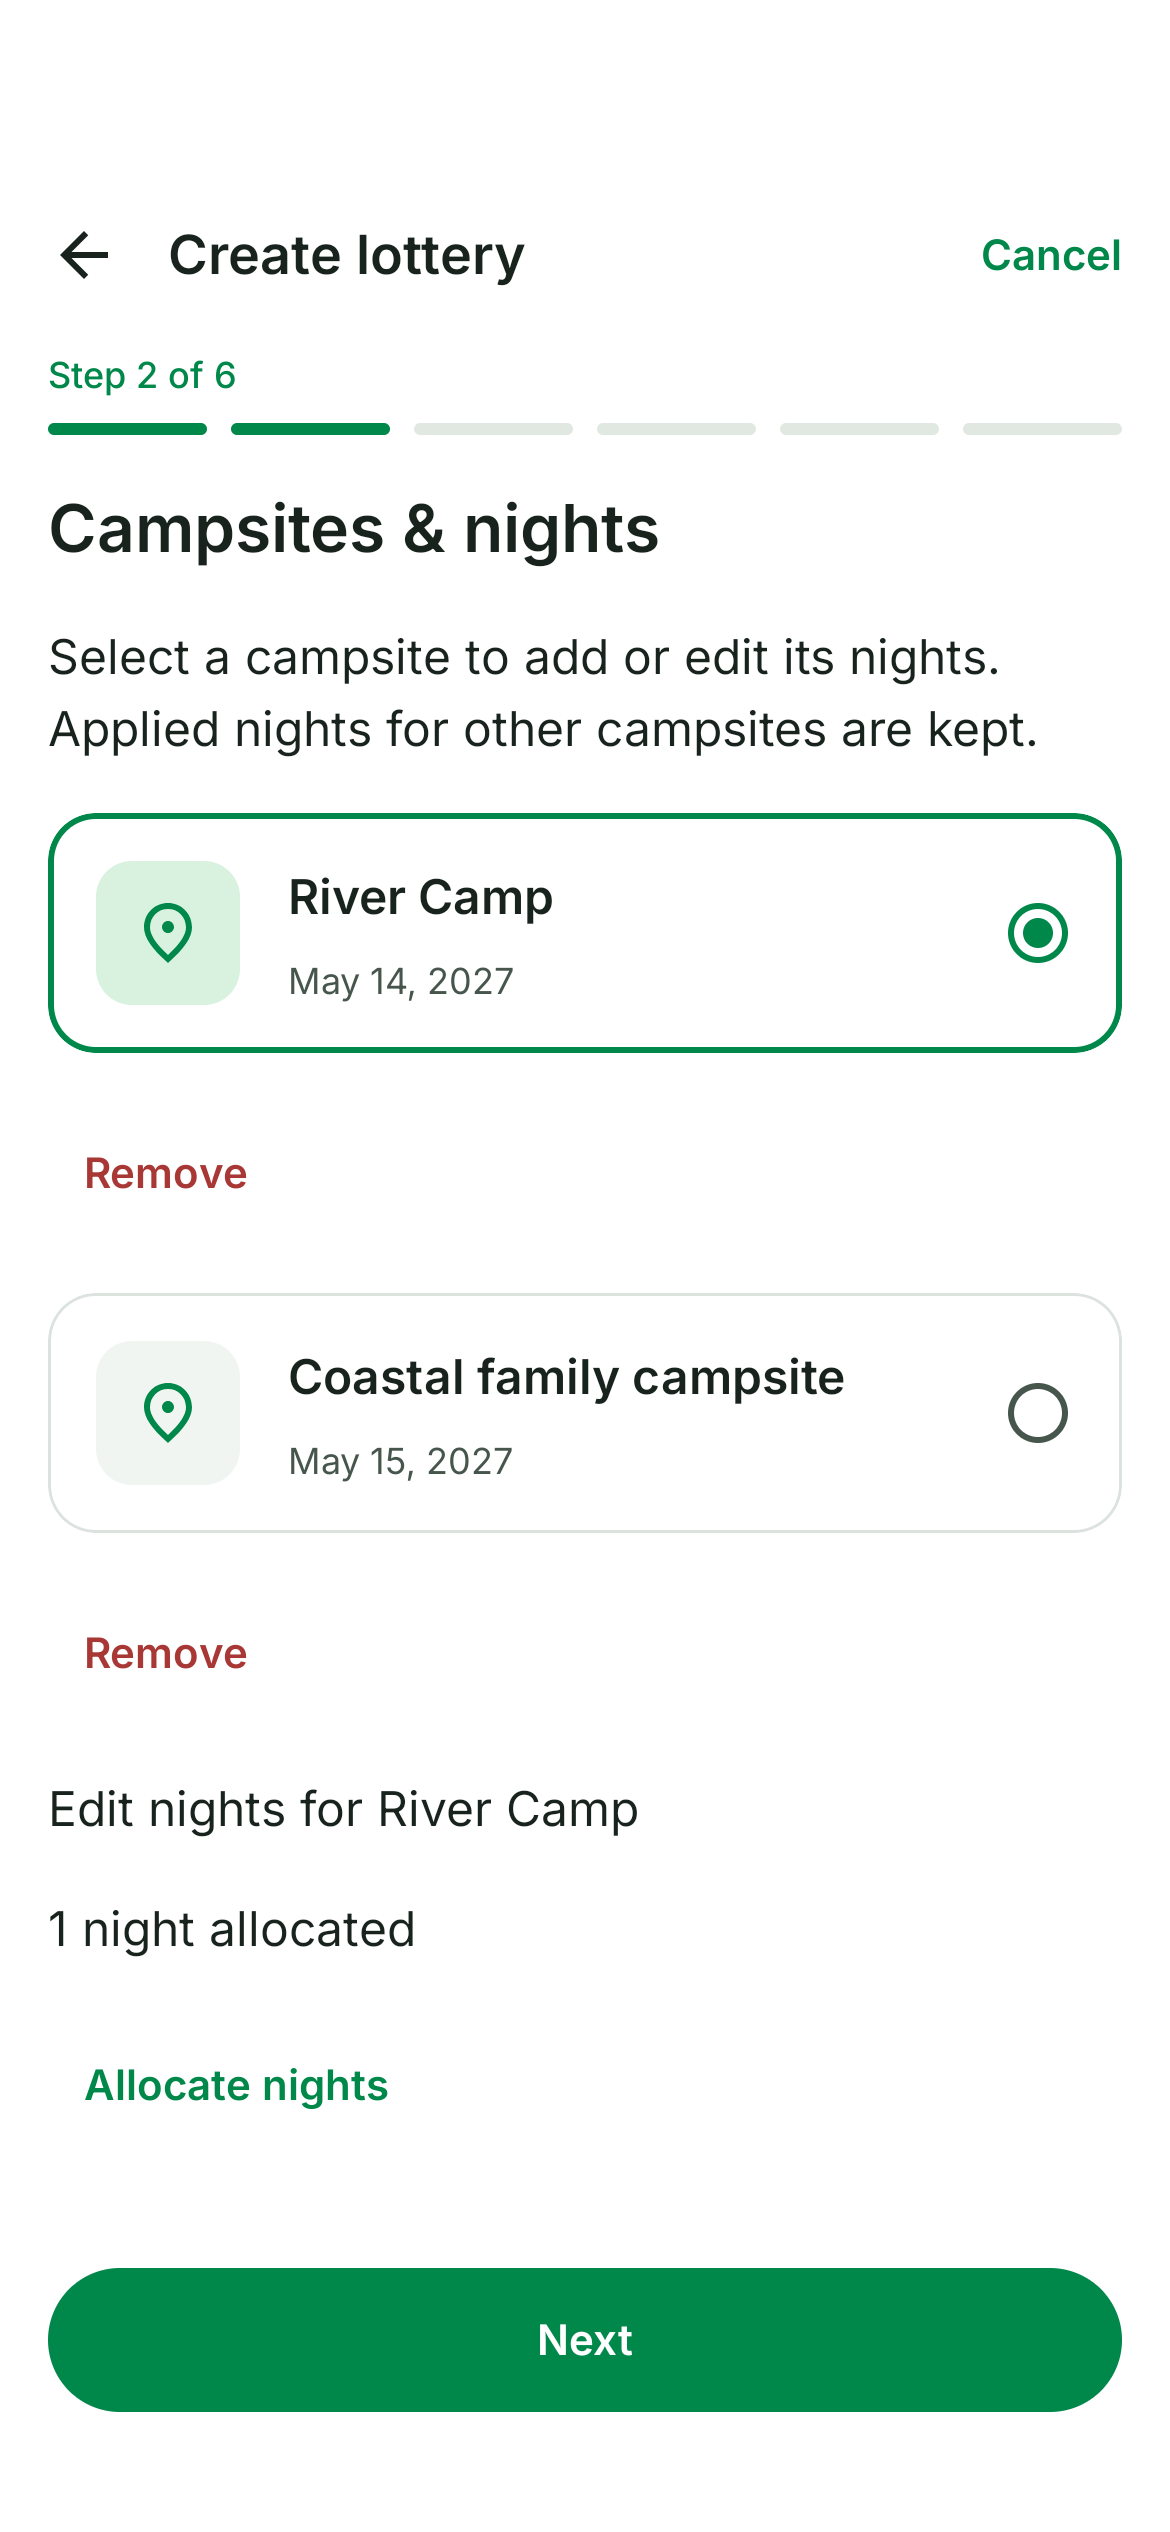 Create lottery
Cancel
Step 2 of 6
Campsites & nights
Select a campsite to add or edit its nights.
Applied nights for other campsites are kept.
River Camp
May 14, 2027
Remove
Coastal family campsite
May 15, 2027
Remove
Edit nights for River Camp
1 night allocated
Allocate nights
Next